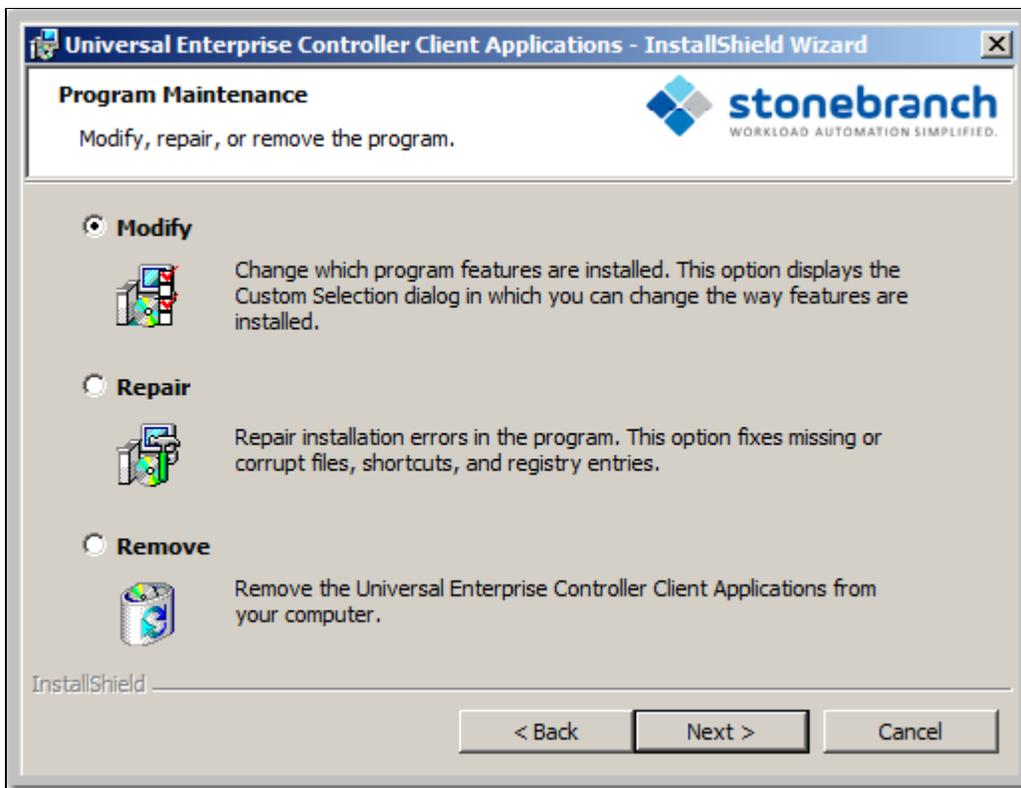 Universal Enterprise Controller Client Applications - InstallShield Wizard
Program Maintenance
Modify, repair, or remove the program.
stonebranch
WORKLOAD AUTOMATION SIMPLIFIED.
Modify
Change which program features are installed. This option displays the
Custom Selection dialog in which you can change the way features are
installed.
Repair
Repair installation errors in the program. This option fixes missing or
corrupt files, shortcuts, and registry entries.
Remove
Remove the Universal Enterprise Controller Client Applications from
your computer.
InstallShield
< Back
Next >
Cancel